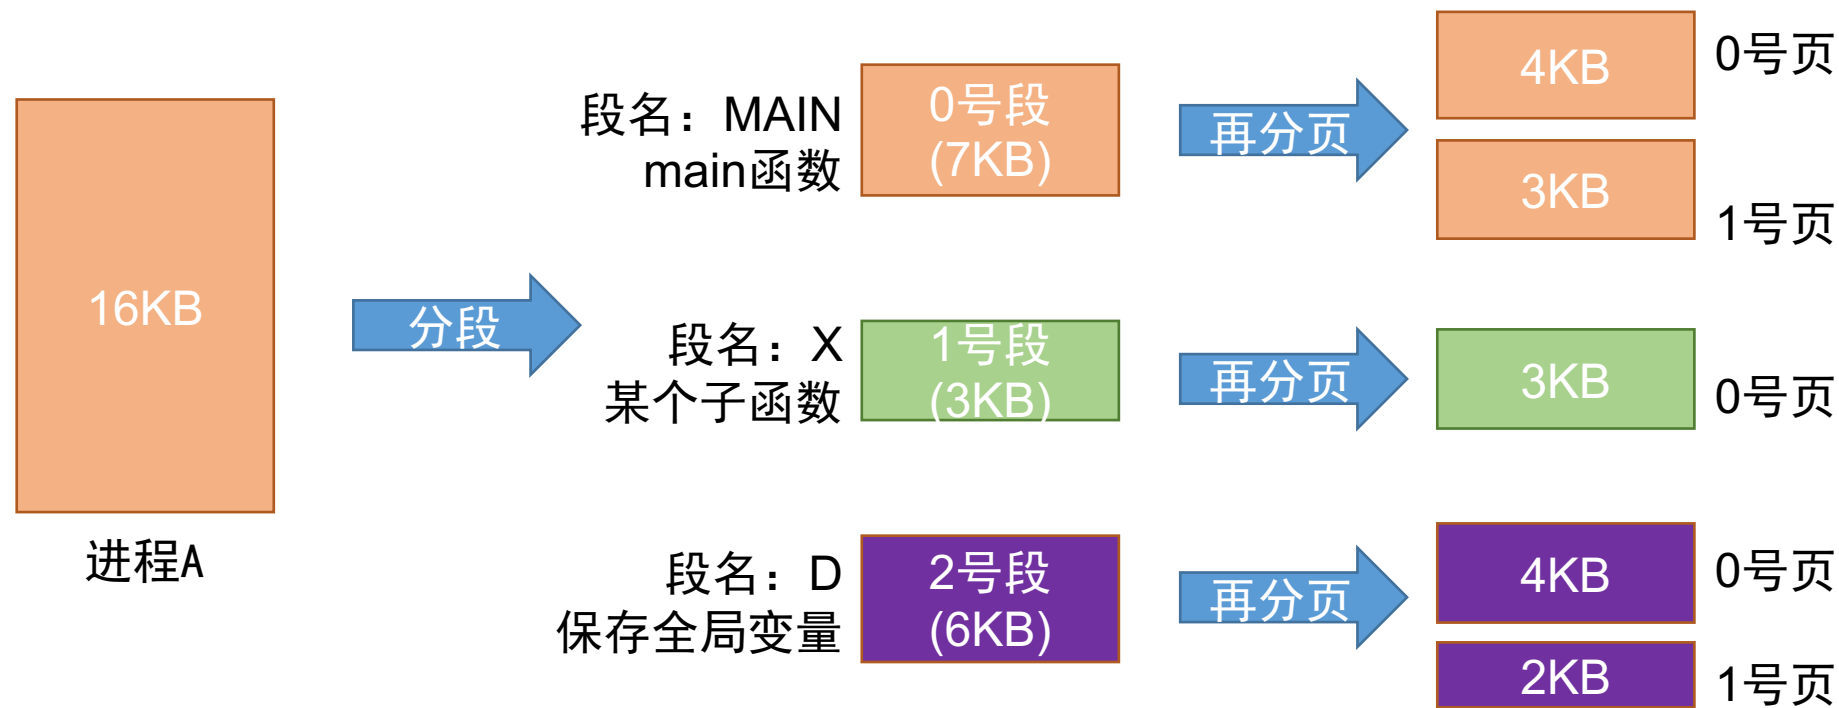 16KB
进程A
分段
段名：MAIN
main函数
0号段
(7KB)
再分页
4KB
0号页
3KB
1号页
段名：X
某个子函数
1号段
(3KB)
再分页
3KB
0号页
段名：D
保存全局变量
2号段
(6KB)
再分页
4KB
0号页
2KB
1号页